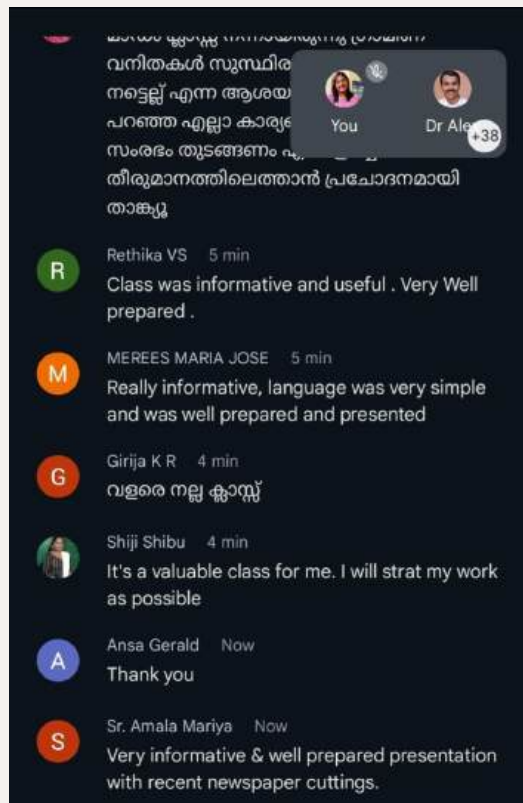 വനിതകൾ സുസ്ഥിര
You
Dr Ale
+38
നട്ടെല്ല് എന്ന ആശയ
പറഞ്ഞ എല്ലാ
സംരഭം തുടങ്ങണം
തീരുമാനത്തിലെത്താൻ പ്രചോദനമായി
താങ്ക്യൂ
R
Rethika VS 5 min
Class was informative and useful . Very Well
prepared .
M
MEREES MARIA JOSE 5 min
Really informative, language was very simple
and was well prepared and presented
G
Girija K R 4 min
വളരെ നല്ല ക്ലാസ്സ്
Shiji Shibu 4 min
It's a valuable class for me. I will strat my work
as possible
A
Ansa Gerald Now
Thank you
S
Sr. Amala Mariya Now
Very informative & well prepared presentation
with recent newspaper cuttings.